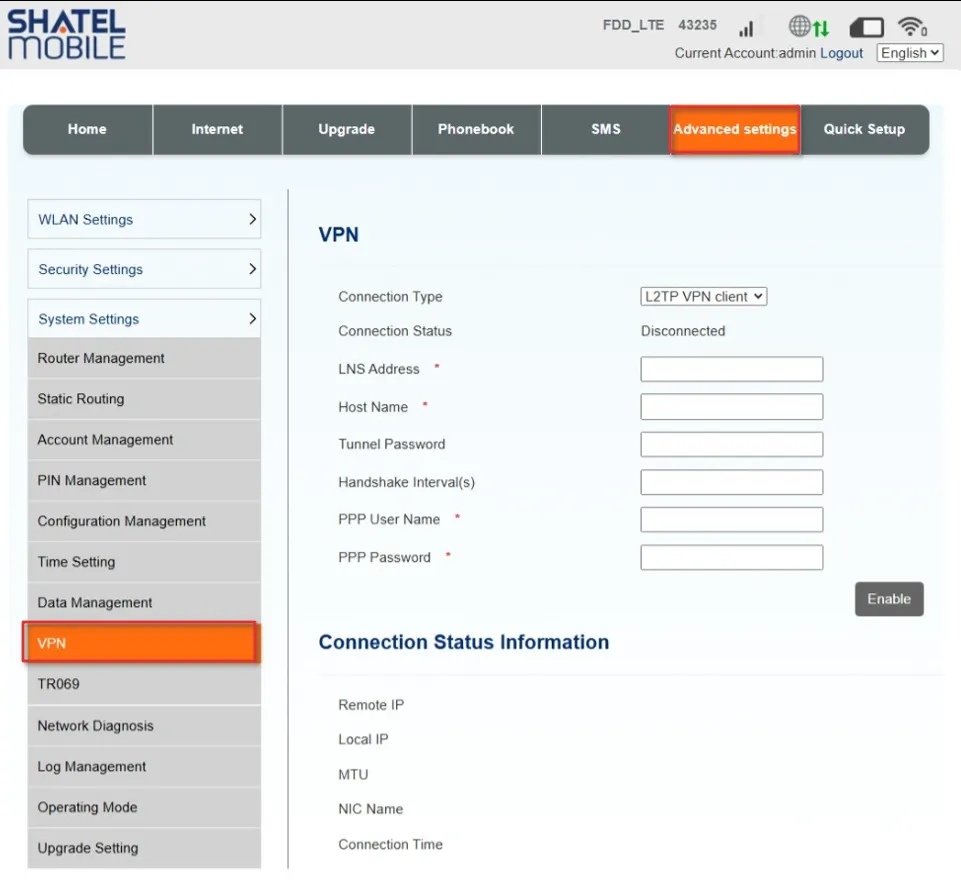 SHATEL
MOBILE
FDD_LTE 43235
0
Current Account:admin Logout English
Home Internet Upgrade Phonebook SMS Advanced settings Quick Setup
WLAN Settings
Security Settings
System Settings
Router Management
Static Routing
Account Management
PIN Management
Configuration Management
Time Setting
Data Management
VPN
TR069
Network Diagnosis
Log Management
Operating Mode
Upgrade Setting
VPN
Connection Type L2TP VPN client
Connection Status Disconnected
LNS Address *
Host Name *
Tunnel Password
Handshake Interval(s)
PPP User Name *
PPP Password *
Enable
Connection Status Information
Remote IP
Local IP
MTU
NIC Name
Connection Time